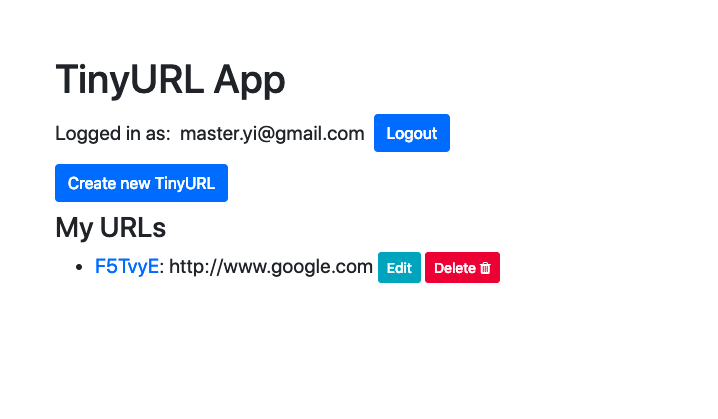 TinyURL App
Logged in as: master.yi@gmail.com Logout
Create new TinyURL
My URLs
• F5TvyE: http://www.google.com Edit Delete